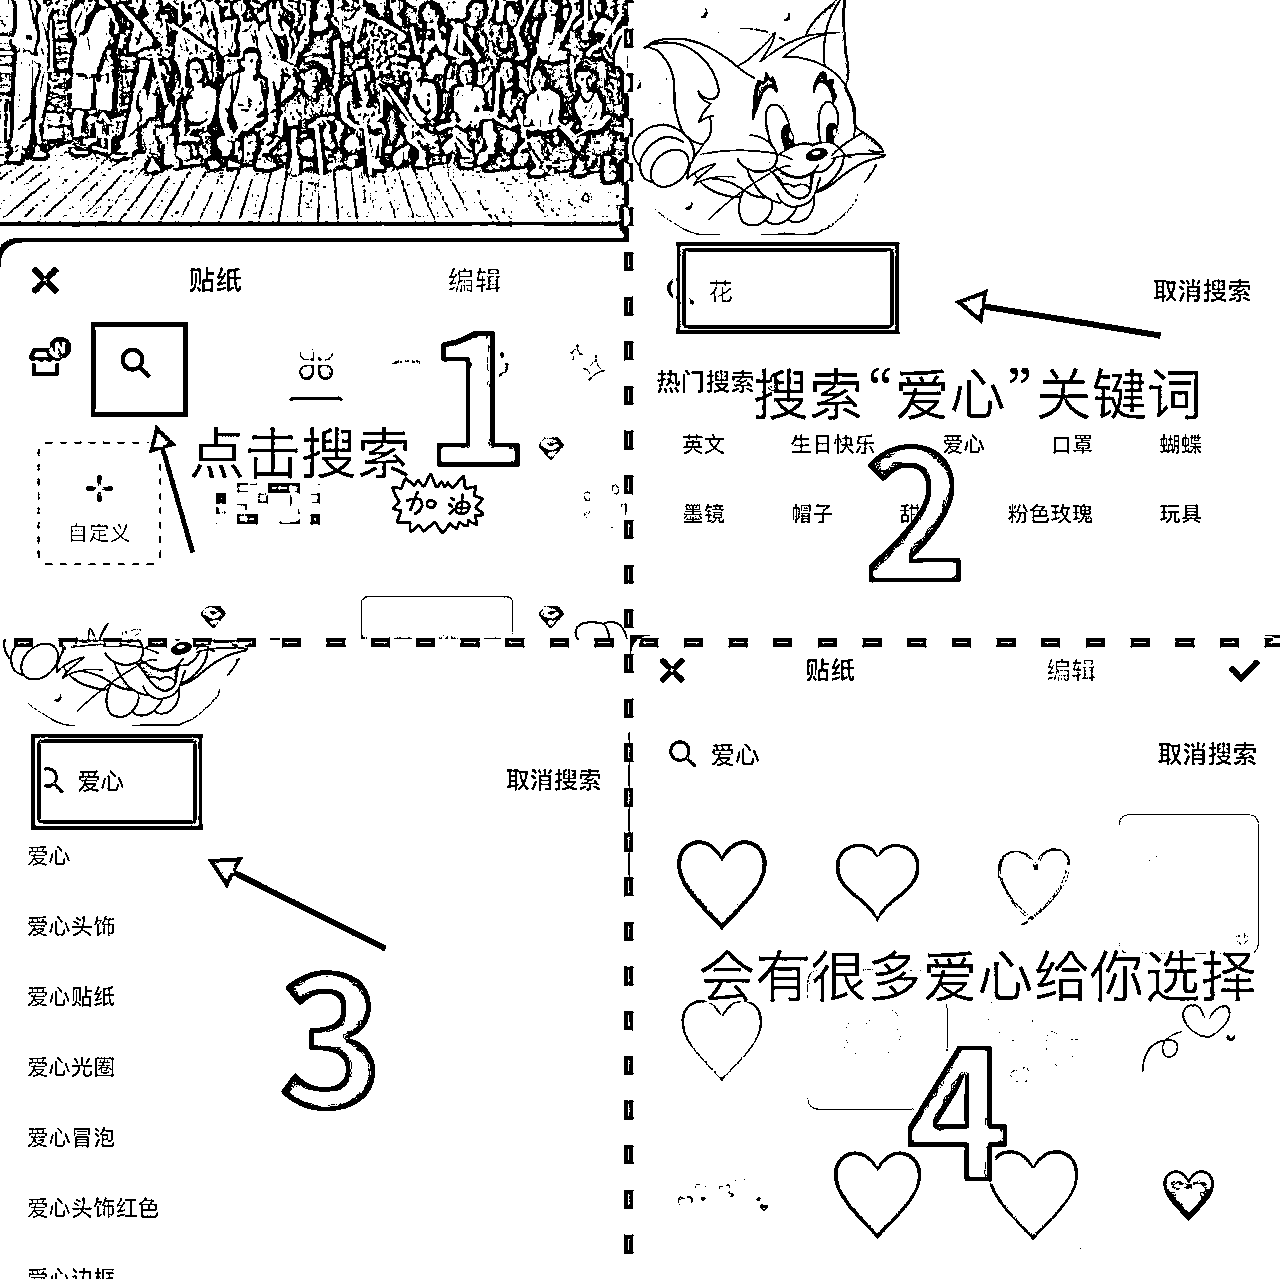 贴纸 编辑
1
点击搜索
加油
自定义
花 取消搜索
热门搜索
搜索“爱心”关键词
英文 生日快乐 爱心 口罩 蝴蝶
2
墨镜 帽子 甜 粉色玫瑰 玩具
爱心 取消搜索
爱心
爱心头饰
爱心贴纸
3
爱心光圈
爱心冒泡
爱心头饰红色
爱心边框
贴纸 编辑
爱心 取消搜索
会有很多爱心给你选择
4